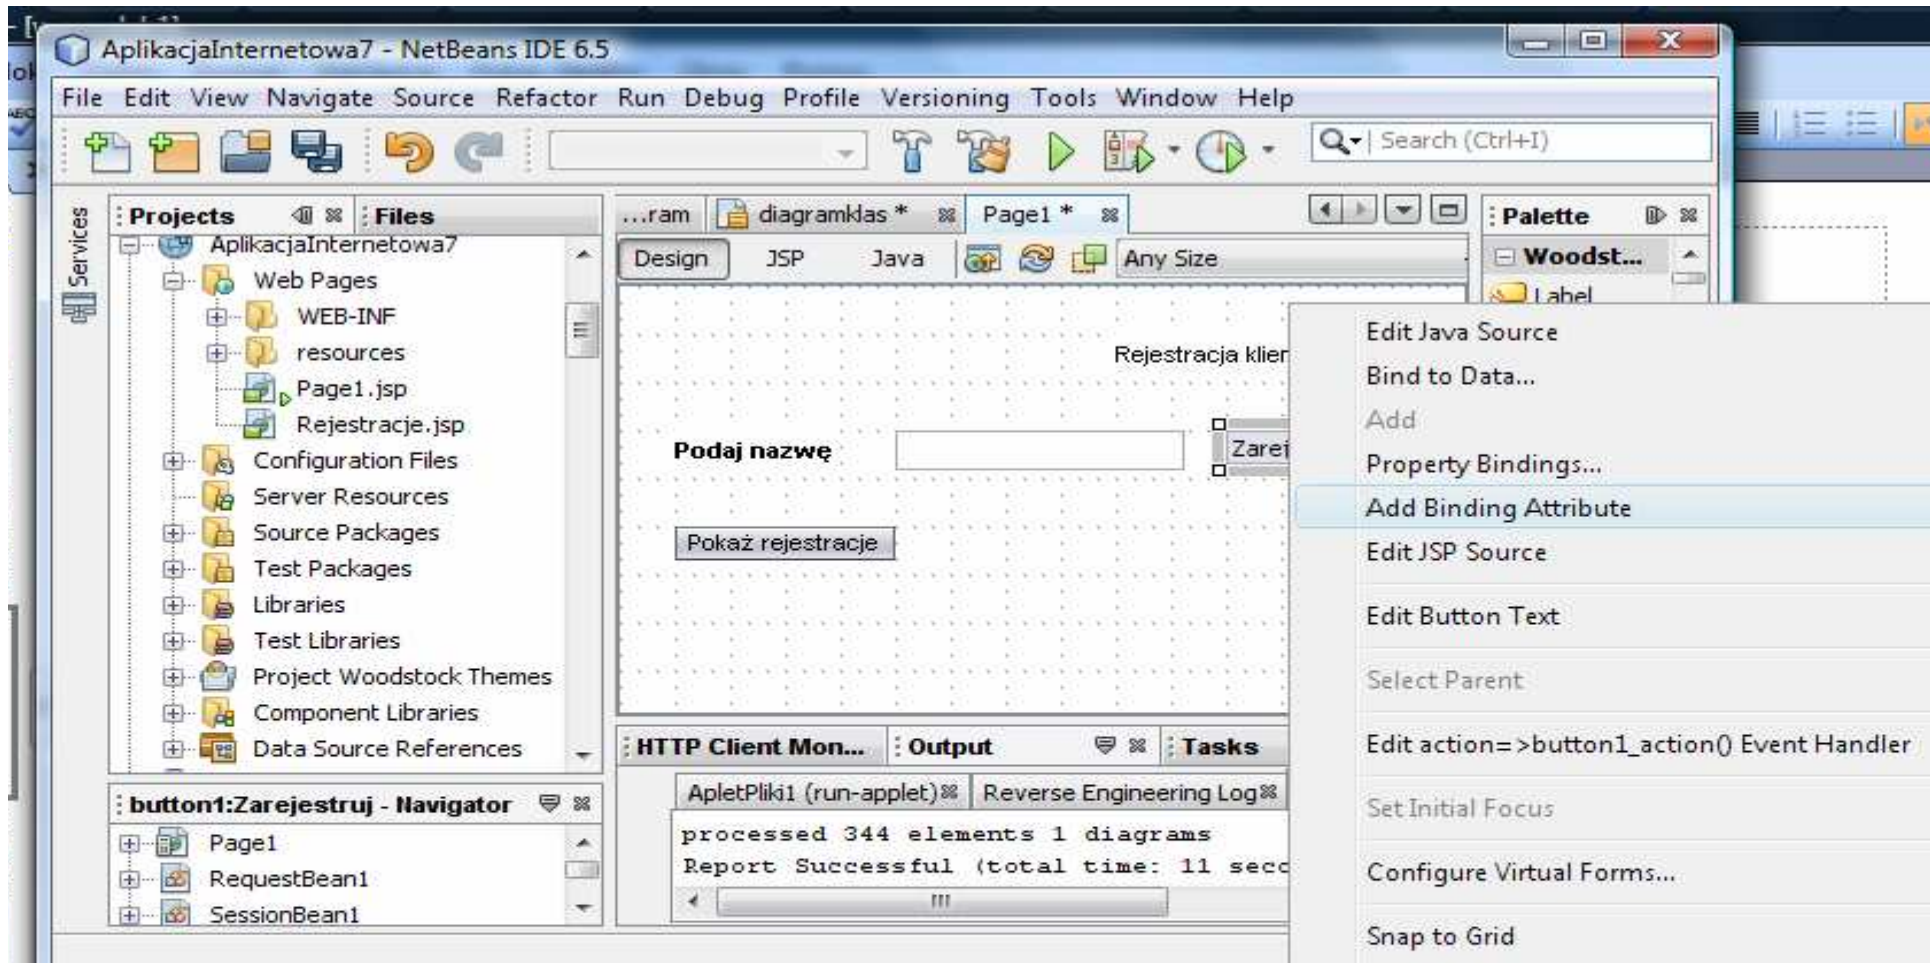 AplikacjaInternetowa7 - NetBeans IDE 6.5
File Edit View Navigate Source Refactor Run Debug Profile Versioning Tools Window Help
Search (Ctrl+I)
Services
Projects
Files
AplikacjaInternetowa7
Web Pages
WEB-INF
resources
Page1.jsp
Rejestracje.jsp
Configuration Files
Server Resources
Source Packages
Test Packages
Libraries
Test Libraries
Project Woodstock Themes
Component Libraries
Data Source References
button1:Zarejestruj - Navigator
Page1
RequestBean1
SessionBean1
...ram
diagramklas *
Page1 *
Design
JSP
Java
Any Size
Rejestracja klier
Podaj nazwę
Zarej
Pokaż rejestracje
HTTP Client Mon...
Output
Tasks
ApletPliki1 (run-applet)
Reverse Engineering Log
processed 344 elements 1 diagrams
Report Successful (total time: 11 seco
Palette
Woodst...
Label
Edit Java Source
Bind to Data...
Add
Property Bindings...
Add Binding Attribute
Edit JSP Source
Edit Button Text
Select Parent
Edit action=>button1_action() Event Handler
Set Initial Focus
Configure Virtual Forms...
Snap to Grid